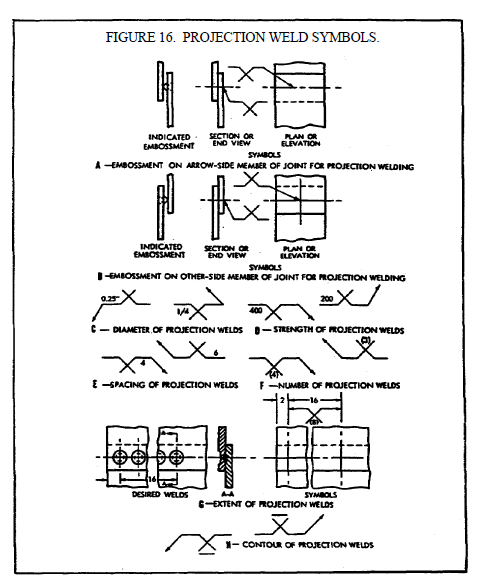 FIGURE 16. PROJECTION WELD SYMBOLS.
INDICATED EMBOSSMENT
SECTION OR END VIEW
PLAN OR ELEVATION
SYMBOLS
A —EMBOSSMENT ON ARROW-SIDE MEMBER OF JOINT FOR PROJECTION WELDING
INDICATED EMBOSSMENT
SECTION OR END VIEW
PLAN OR ELEVATION
SYMBOLS
B —EMBOSSMENT ON OTHER-SIDE MEMBER OF JOINT FOR PROJECTION WELDING
0.25" 1/4 400 200
C — DIAMETER OF PROJECTION WELDS D — STRENGTH OF PROJECTION WELDS
4 6 (4) (3)
E —SPACING OF PROJECTION WELDS F —NUMBER OF PROJECTION WELDS
2 16
(8)
A
A
16
DESIRED WELDS A-A SYMBOLS
G —EXTENT OF PROJECTION WELDS
H — CONTOUR OF PROJECTION WELDS